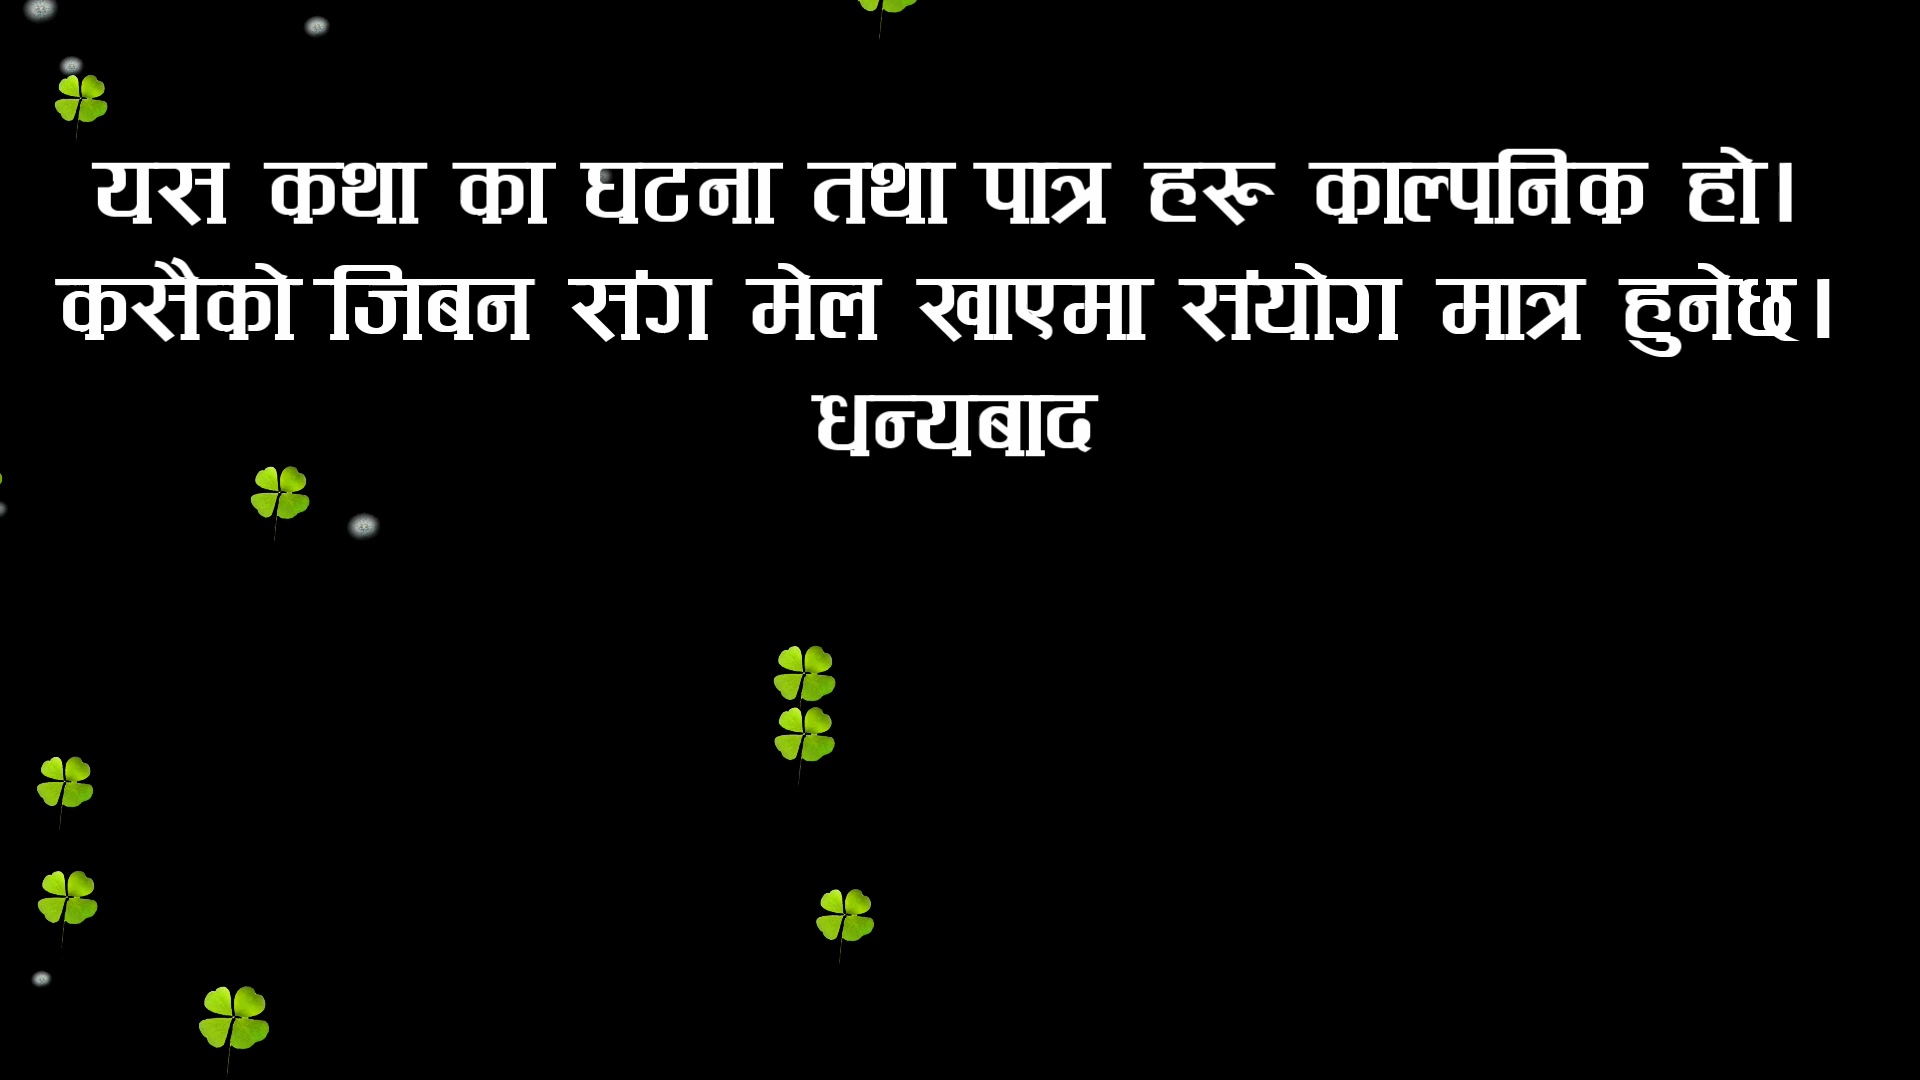 यस कथा का घटना तथा पात्र हरू काल्पनिक हो।
कसैको जिबन संग मेल खाएमा संयोग मात्र हुनेछ।
धन्यबाद